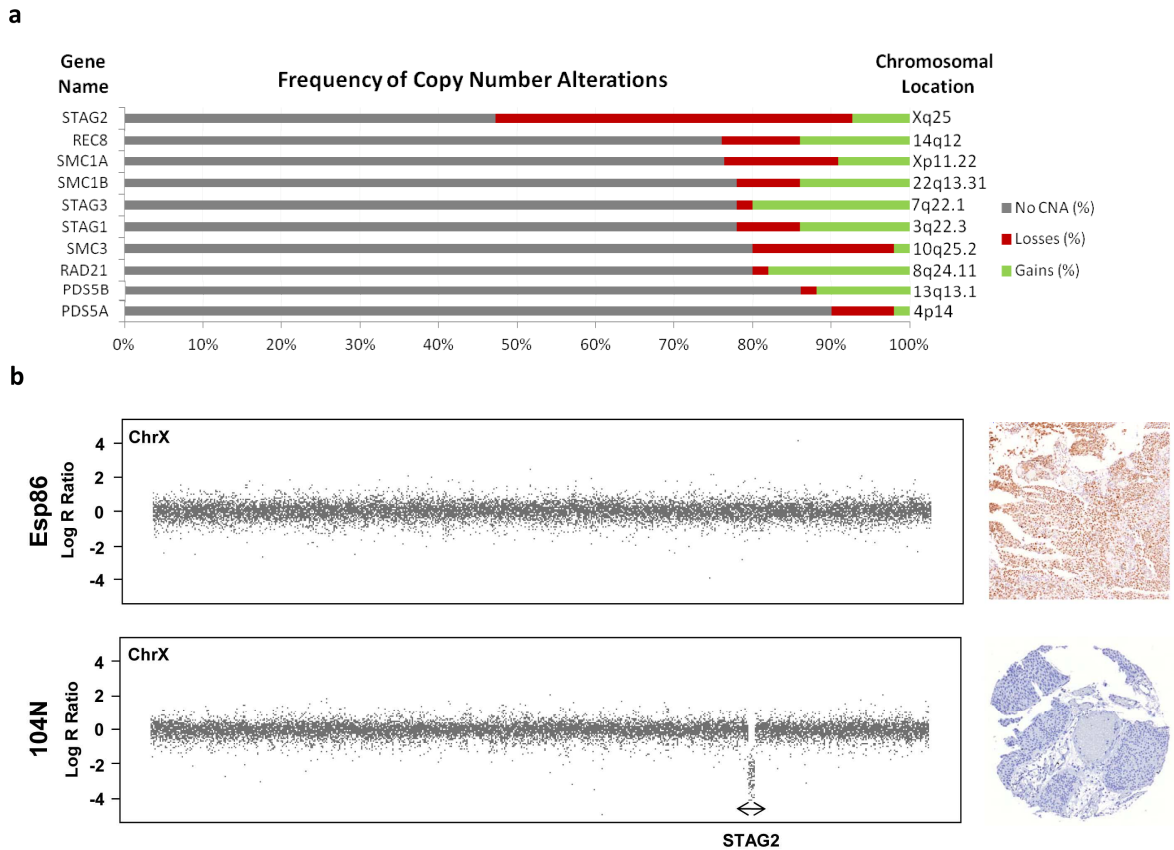 a
Gene Name
Frequency of Copy Number Alterations
Chromosomal Location
STAG2 Xq25
REC8 14q12
SMC1A Xp11.22
SMC1B 22q13.31
STAG3 7q22.1
STAG1 3q22.3
SMC3 10q25.2
RAD21 8q24.11
PDS5B 13q13.1
PDS5A 4p14
0% 10% 20% 30% 40% 50% 60% 70% 80% 90% 100%
No CNA (%)
Losses (%)
Gains (%)
b
Esp86
Log R Ratio
ChrX
4
2
0
-2
-4
104N
Log R Ratio
ChrX
4
2
0
-2
-4
STAG2